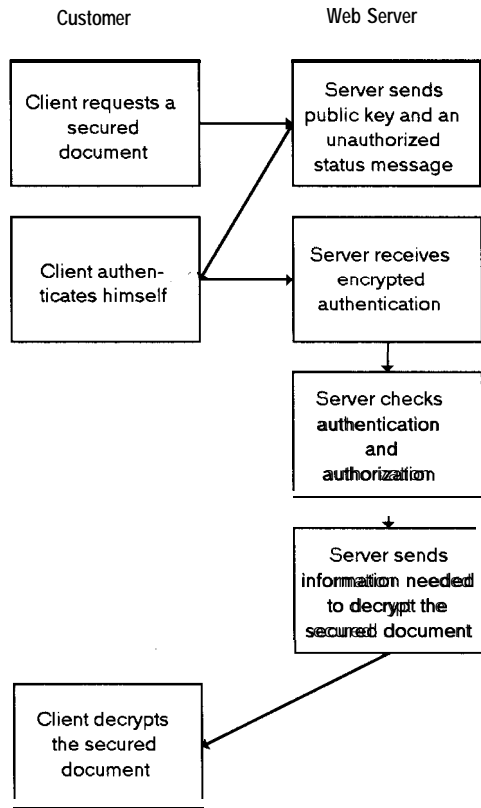 Customer
Web Server
Client requests a
secured
document
Server sends
public key and an
unauthorized
status message
Client authen-
ticates himself
Server receives
encrypted
authentication
Server checks
authentication
and
authorization
Server sends
information needed
to decrypt the
secured document
Client decrypts
the secured
document